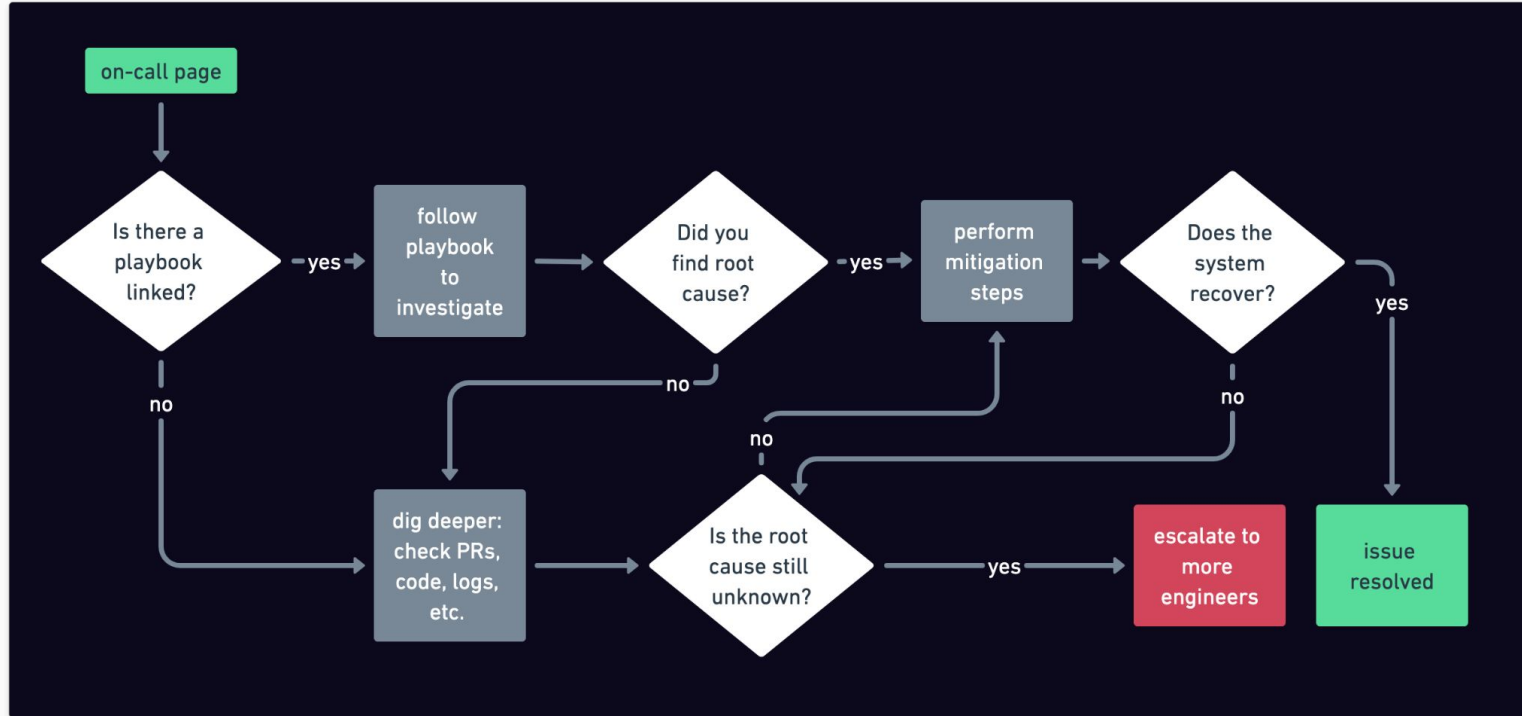 on-call page
Is there a
playbook
linked?
yes
follow
playbook
to
investigate
Did you
find root
cause?
yes
perform
mitigation
steps
Does the
system
recover?
yes
no
no
no
no
dig deeper:
check PRs,
code, logs,
etc.
Is the root
cause still
unknown?
yes
escalate to
more
engineers
issue
resolved